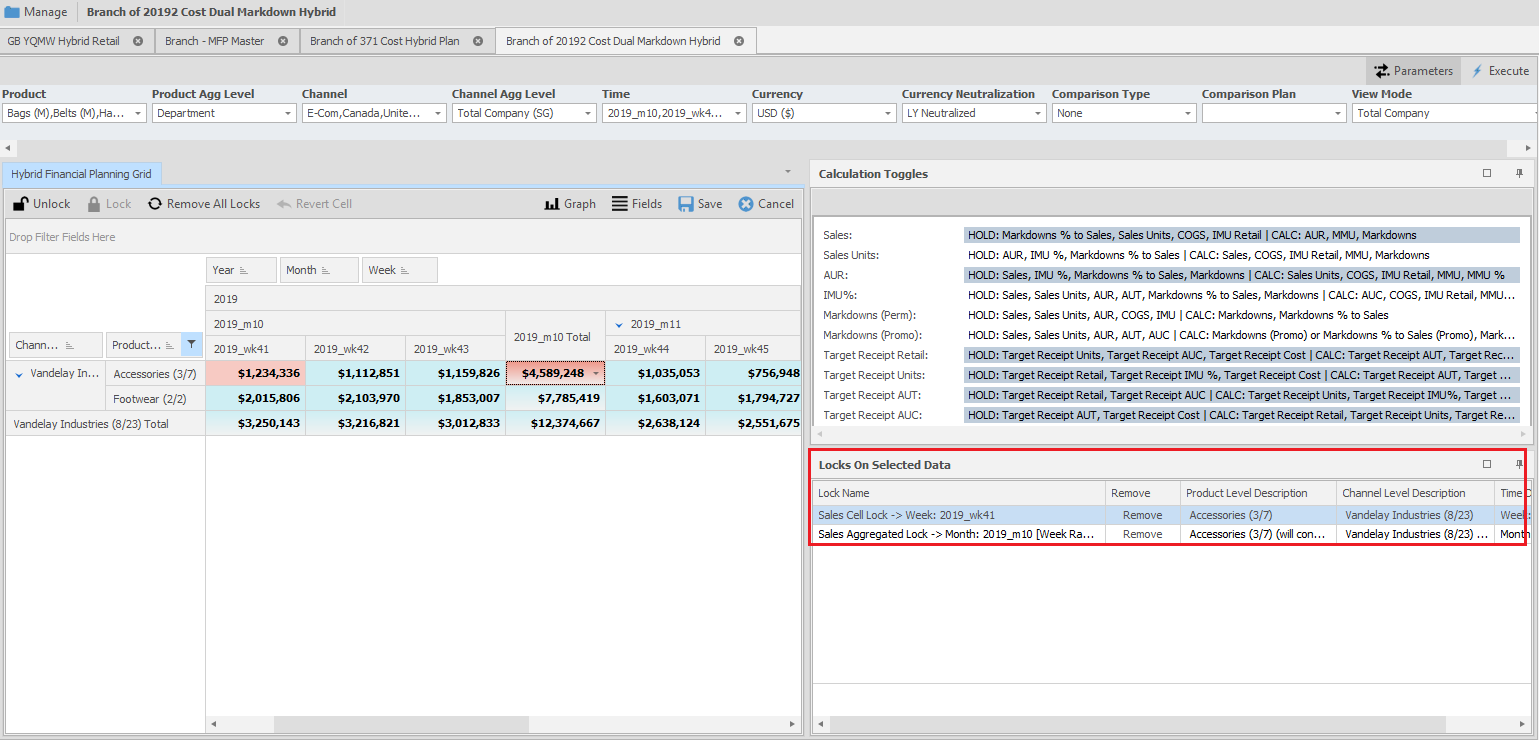 Manage Branch of 20192 Cost Dual Markdown Hybrid
GB YQMW Hybrid Retail Branch - MFP Master Branch of 371 Cost Hybrid Plan Branch of 20192 Cost Dual Markdown Hybrid
Parameters Execute
Product Product Agg Level Channel Channel Agg Level Time Currency Currency Neutralization Comparison Type Comparison Plan View Mode
Bags (M),Belts (M),Ha... Department E-Com,Canada,Unite... Total Company (SG) 2019_m10,2019_wk4... USD ($) LY Neutralized None Total Company
Hybrid Financial Planning Grid
Unlock Lock Remove All Locks Revert Cell Graph Fields Save Cancel
Drop Filter Fields Here
Year Month Week
2019
2019_m10 2019_m10 Total 2019_m11
Chann... Product... 2019_wk41 2019_wk42 2019_wk43 2019_wk44 2019_wk45
Vandelay In... Accessories (3/7) $1,234,336 $1,112,851 $1,159,826 $4,589,248 $1,035,053 $756,948
Footwear (2/2) $2,015,806 $2,103,970 $1,853,007 $7,785,419 $1,603,071 $1,794,727
Vandelay Industries (8/23) Total $3,250,143 $3,216,821 $3,012,833 $12,374,667 $2,638,124 $2,551,675
Calculation Toggles
Sales: HOLD: Markdowns % to Sales, Sales Units, COGS, IMU Retail | CALC: AUR, MMU, Markdowns
Sales Units: HOLD: AUR, IMU %, Markdowns % to Sales | CALC: Sales, COGS, IMU Retail, MMU, Markdowns
AUR: HOLD: Sales, IMU %, Markdowns % to Sales, Markdowns | CALC: Sales Units, COGS, IMU Retail, MMU, MMU %
IMU%: HOLD: Sales, Sales Units, AUR, AUT, Markdowns % to Sales, Markdowns | CALC: AUC, COGS, IMU Retail, MMU...
Markdowns (Perm): HOLD: Sales, Sales Units, AUR, COGS, IMU | CALC: Markdowns, Markdowns % to Sales
Markdowns (Promo): HOLD: Sales, Sales Units, AUR, AUT, AUC | CALC: Markdowns (Promo) or Markdowns % to Sales (Promo), Mark...
Target Receipt Retail: HOLD: Target Receipt Units, Target Receipt AUC, Target Receipt Cost | CALC: Target Receipt AUT, Target Rec...
Target Receipt Units: HOLD: Target Receipt Retail, Target Receipt IMU %, Target Receipt Cost | CALC: Target Receipt AUT, Target ...
Target Receipt AUT: HOLD: Target Receipt Retail, Target Receipt AUC | CALC: Target Receipt Units, Target Receipt IMU%, Target ...
Target Receipt AUC: HOLD: Target Receipt AUT, Target Receipt Cost | CALC: Target Receipt Retail, Target Receipt Units, Target Re...
Locks On Selected Data
Lock Name Remove Product Level Description Channel Level Description Time D
Sales Cell Lock -> Week: 2019_wk41 Remove Accessories (3/7) Vandelay Industries (8/23) Week:
Sales Aggregated Lock -> Month: 2019_m10 [Week Ra... Remove Accessories (3/7) (will con... Vandelay Industries (8/23) ... Month